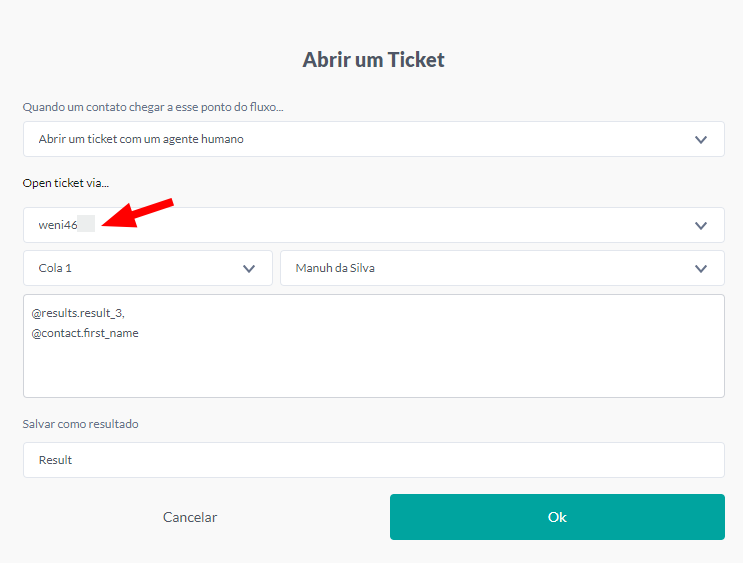 Abrir um Ticket
Quando um contato chegar a esse ponto do fluxo...
Abrir um ticket com um agente humano
Open ticket via...
weni46
Cola 1
Manuh da Silva
@results.result_3,
@contact.first_name
Salvar como resultado
Result
Cancelar
Ok